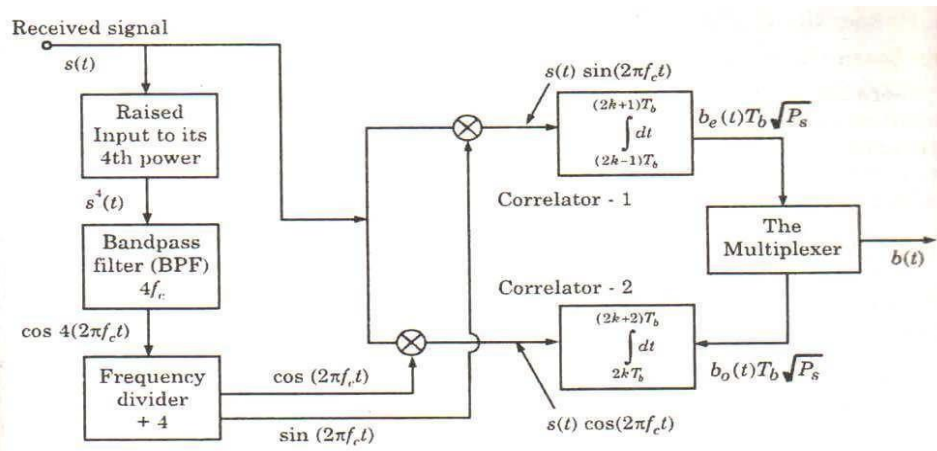 Received signal
s(t)
Raised
Input to its
4th power
s⁴(t)
Bandpass
filter (BPF)
4f_c
cos 4(2πf_ct)
Frequency
divider
+ 4
cos (2πf_ct)
sin (2πf_ct)
s(t) sin(2πf_ct)
(2k+1)T_b
∫dt
(2k-1)T_b
b_e(t)T_b√P_s
Correlator - 1
The
Multiplexer
b(t)
Correlator - 2
(2k+2)T_b
∫dt
2kT_b
b_o(t)T_b√P_s
s(t) cos(2πf_ct)